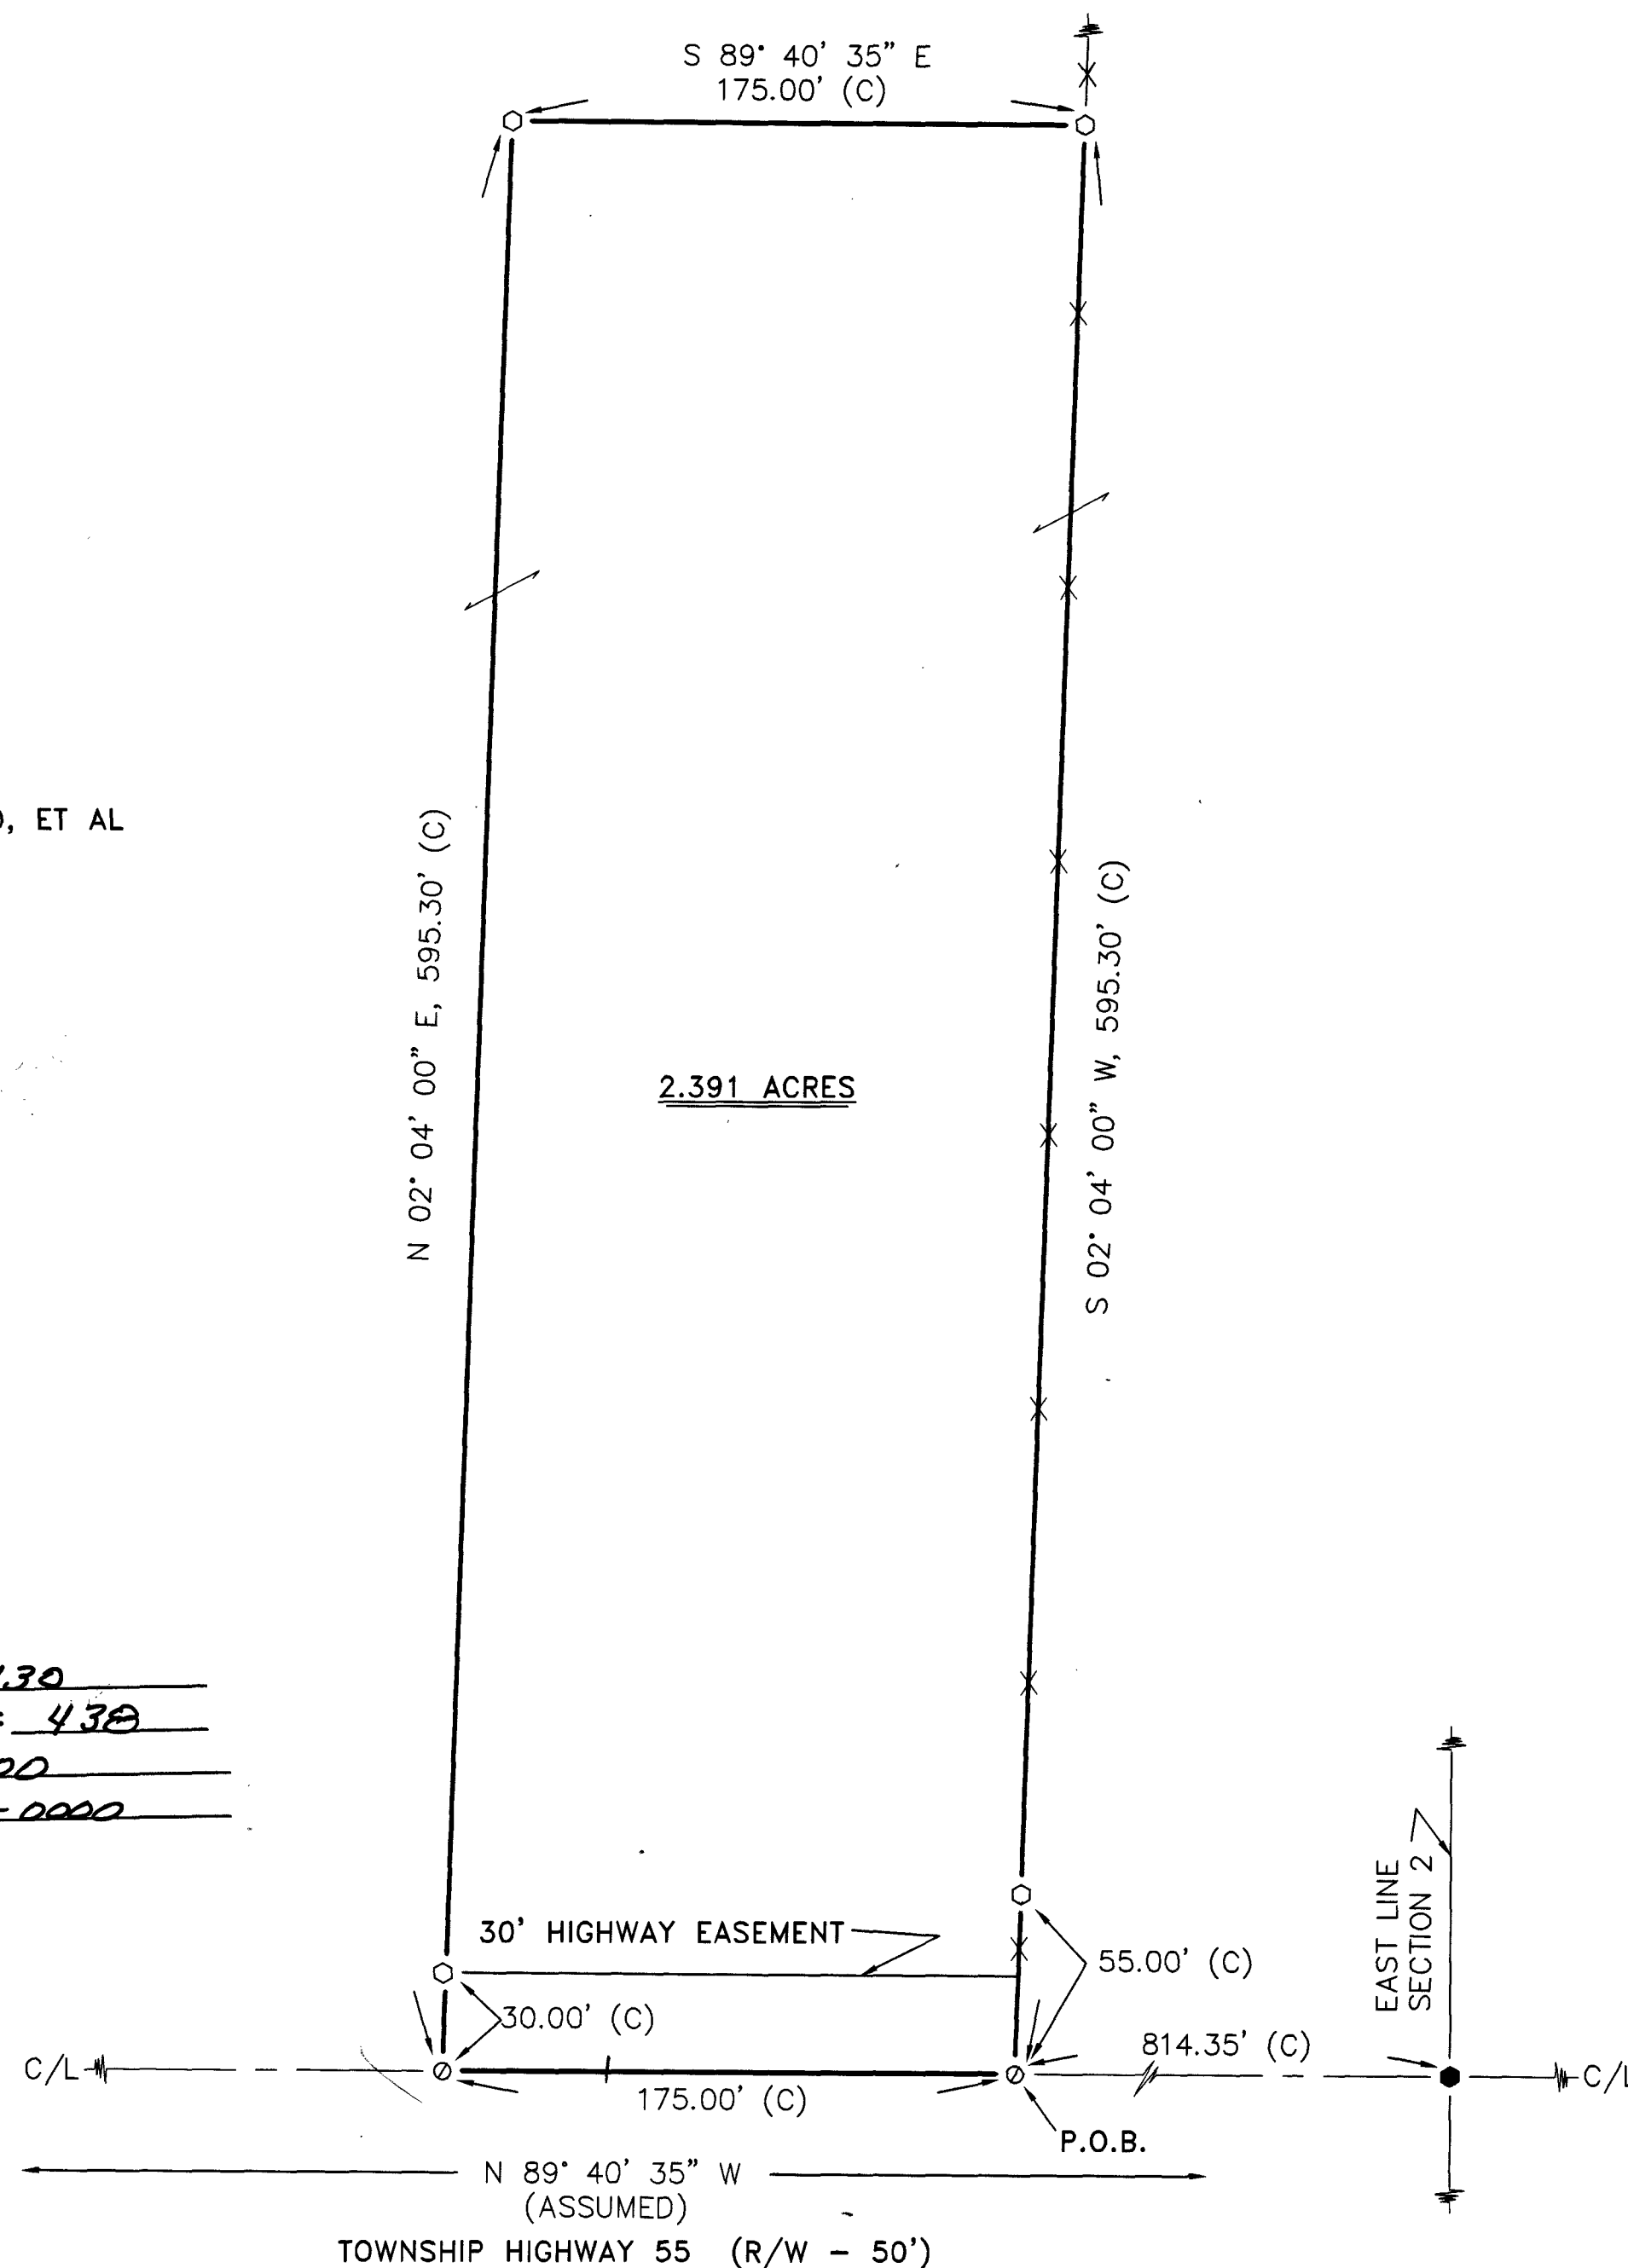 S 89° 40' 35" E
175.00' (C)
ET AL
N 02° 04' 00" E, 595.30' (C)
S 02° 04' 00" W, 595.30' (C)
2.391 ACRES
438
0000
30' HIGHWAY EASEMENT
55.00' (C)
EAST LINE
SECTION 2
30.00' (C)
814.35' (C)
C/L
C/L
175.00' (C)
P.O.B.
N 89° 40' 35" W
(ASSUMED)
TOWNSHIP HIGHWAY 55 (R/W - 50')